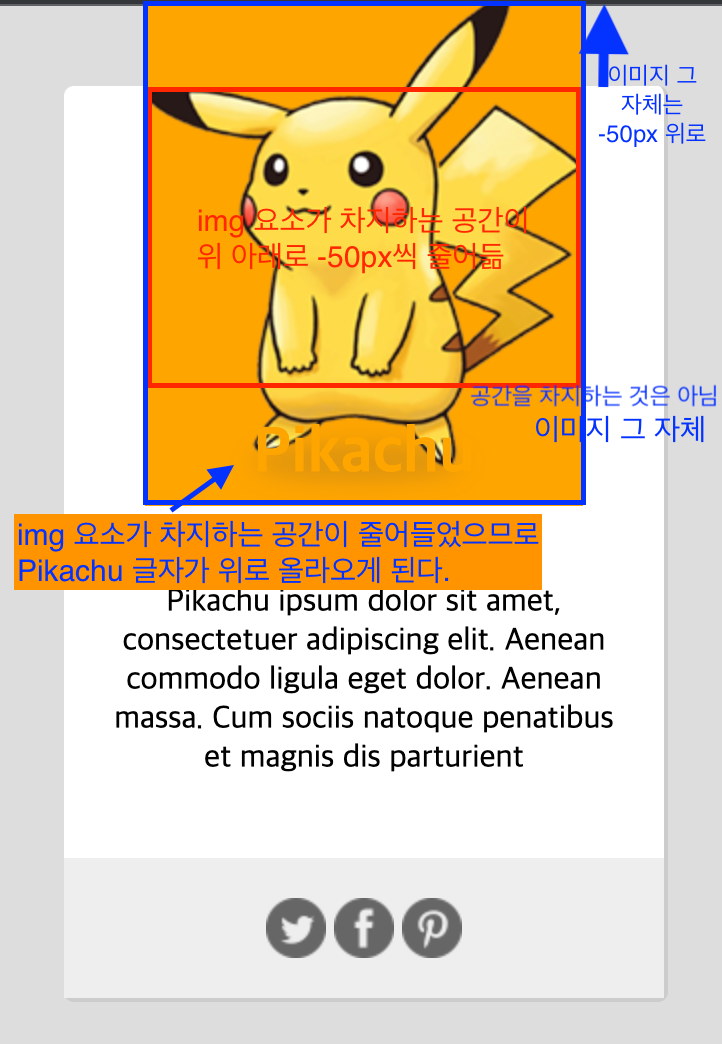 이미지 그
자체는
-50px 위로
img 요소가 차지하는 공간이
위 아래로 -50px씩 줄어듦
공간을 차지하는 것은 아님
이미지 그 자체
Pikachu
img 요소가 차지하는 공간이 줄어들었으므로
Pikachu 글자가 위로 올라오게 된다.
Pikachu ipsum dolor sit amet,
consectetuer adipiscing elit. Aenean
commodo ligula eget dolor. Aenean
massa. Cum sociis natoque penatibus
et magnis dis parturient